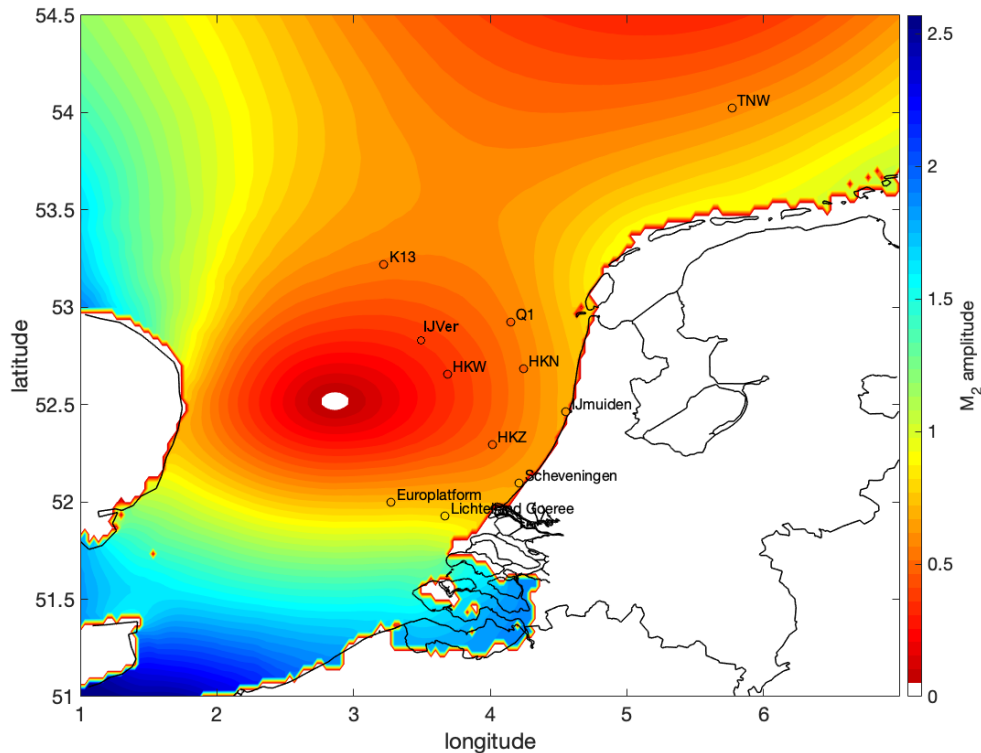 54.5
54
53.5
53
52.5
52
51.5
51
latitude
1
2
3
4
5
6
longitude
TNW
K13
Q1
IJVer
HKW
HKN
IJmuiden
HKZ
Scheveningen
Europlatform
Lichteiland Goeree
2.5
2
1.5
1
0.5
0
M₂ amplitude